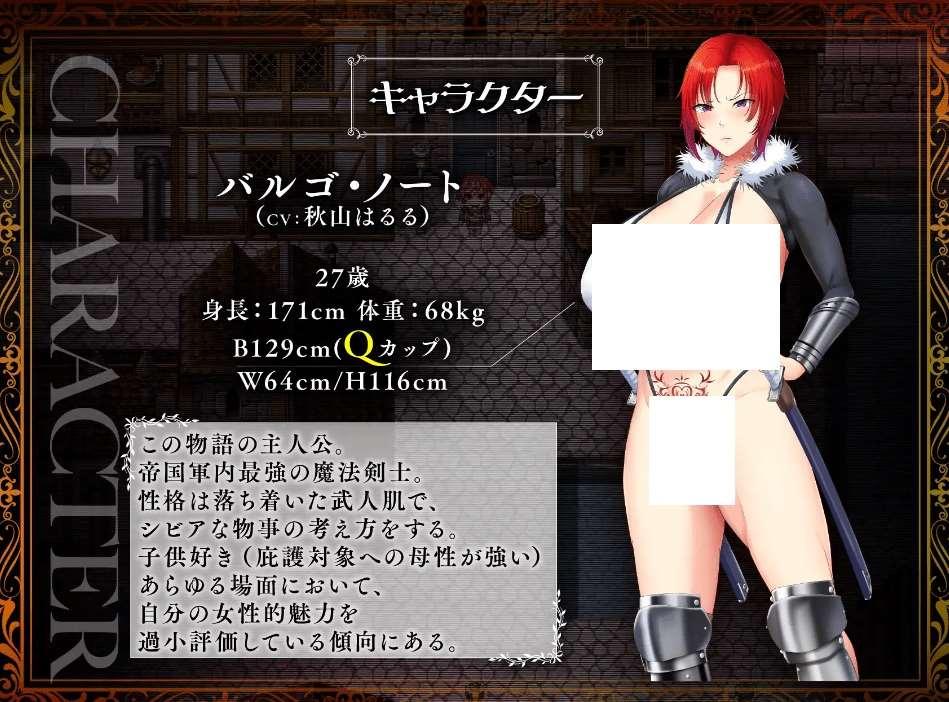 CHARACTER
キャラクター
バルゴ・ノート
(CV:秋山はるる)
27歳
身長:171cm 体重:68kg
B129cm(Qカップ)
W64cm/H116cm
この物語の主人公。
帝国軍内最強の魔法剣士。
性格は落ち着いた武人肌で、
シビアな物事の考え方をする。
子供好き(庇護対象への母性が強い)
あらゆる場面において、
自分の女性的魅力を
過小評価している傾向にある。